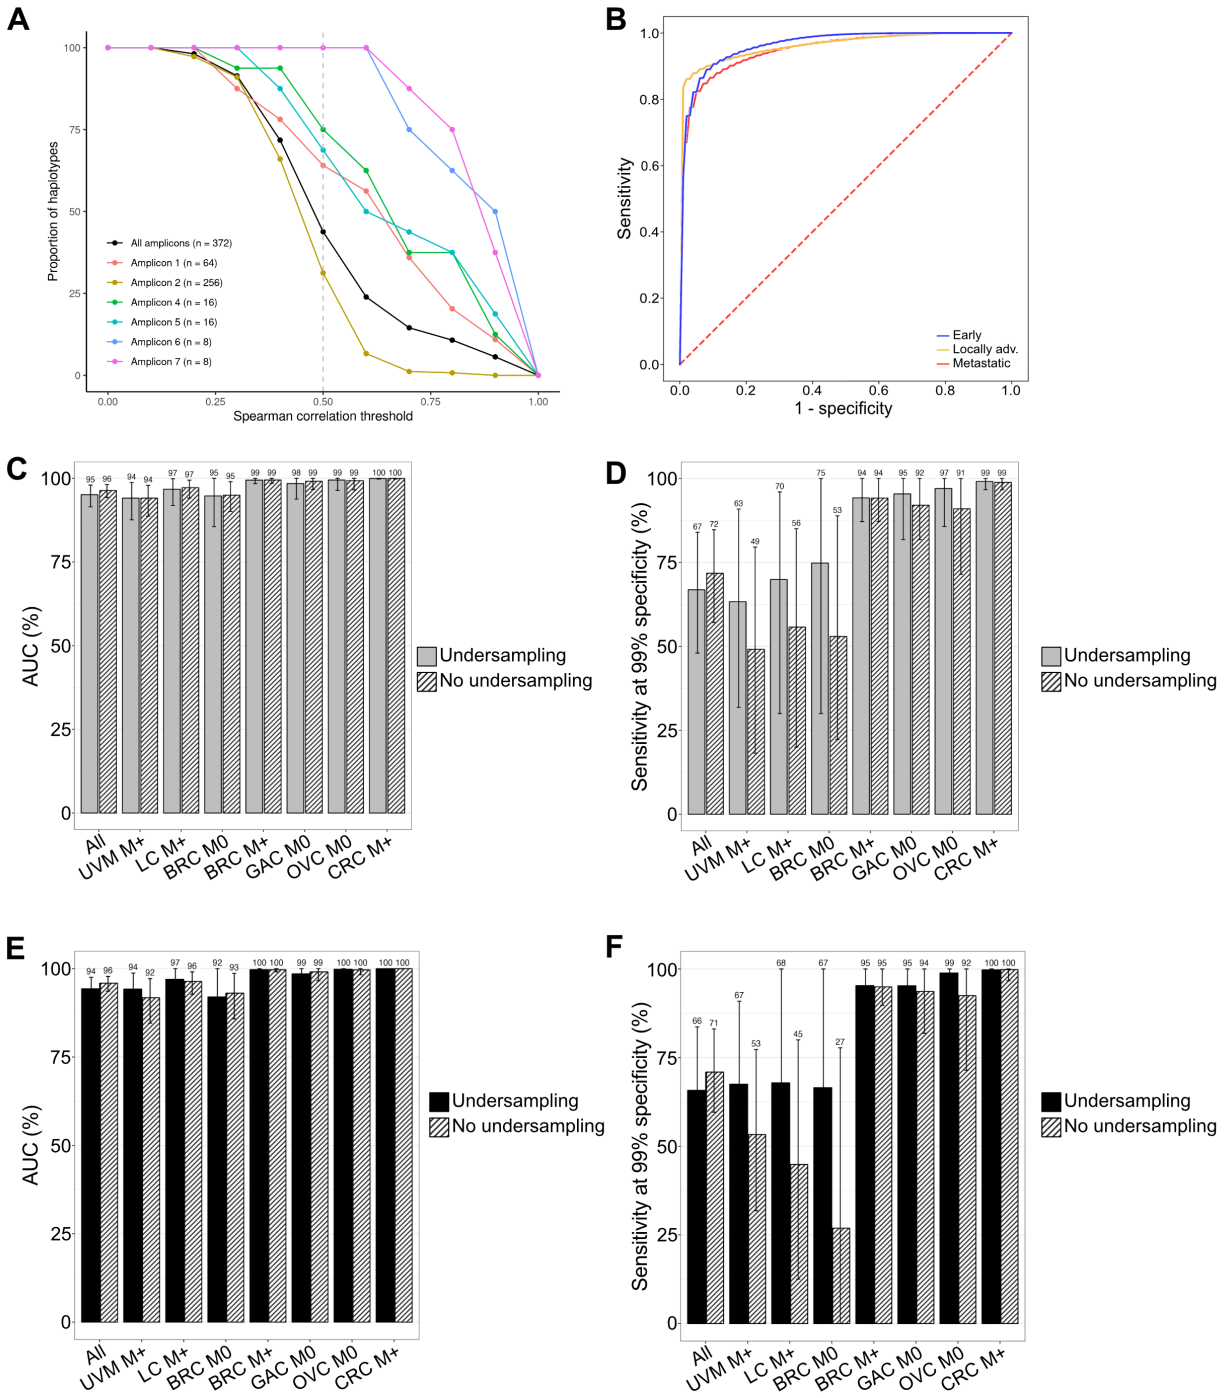 A
Proportion of haplotypes
100
75
50
25
0
All amplicons (n = 372)
Amplicon 1 (n = 64)
Amplicon 2 (n = 256)
Amplicon 4 (n = 16)
Amplicon 5 (n = 16)
Amplicon 6 (n = 8)
Amplicon 7 (n = 8)
0.00 0.25 0.50 0.75 1.00
Spearman correlation threshold
B
Sensitivity
1.0
0.8
0.6
0.4
0.2
0.0
Early
Locally adv.
Metastatic
0.0 0.2 0.4 0.6 0.8 1.0
1 - specificity
C
AUC (%)
100
75
50
25
0
95 96 94 94 97 97 95 95 99 99 98 99 99 99 100 100
All UVM M+ LC M+ BRC M0 BRC M+ GAC M0 OVC M0 CRC M+
Undersampling
No undersampling
D
Sensitivity at 99% specificity (%)
100
75
50
25
0
67 72 63 49 70 56 75 53 94 94 95 92 97 91 99 99
All UVM M+ LC M+ BRC M0 BRC M+ GAC M0 OVC M0 CRC M+
Undersampling
No undersampling
E
AUC (%)
100
75
50
25
0
94 96 94 92 97 96 92 93 100 100 99 99 100 100 100 100
All UVM M+ LC M+ BRC M0 BRC M+ GAC M0 OVC M0 CRC M+
Undersampling
No undersampling
F
Sensitivity at 99% specificity (%)
100
75
50
25
0
66 71 67 53 68 45 67 27 95 95 95 94 99 92 100 100
All UVM M+ LC M+ BRC M0 BRC M+ GAC M0 OVC M0 CRC M+
Undersampling
No undersampling